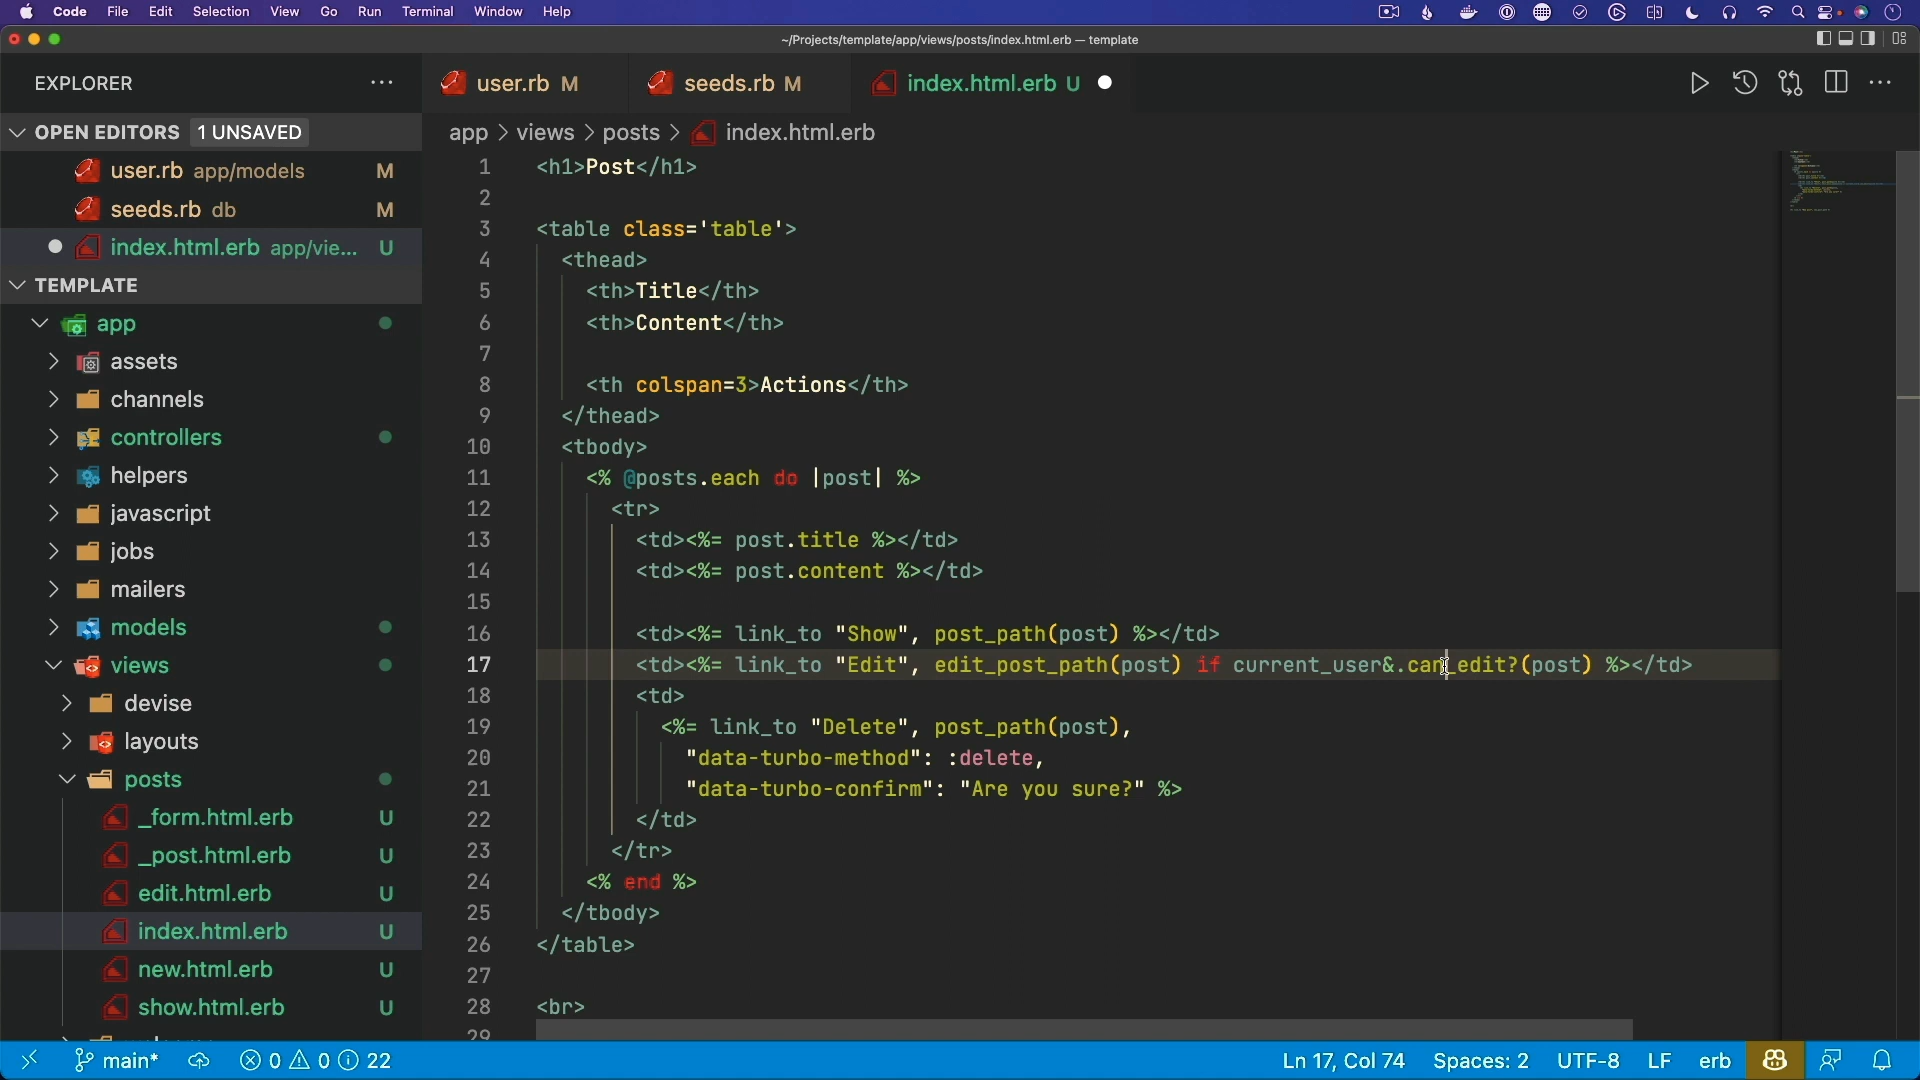 Code File Edit Selection View Go Run Terminal Window Help
~/Projects/template/app/views/posts/index.html.erb — template
EXPLORER
user.rb M
seeds.rb M
index.html.erb U
OPEN EDITORS 1 UNSAVED
user.rb app/models M
seeds.rb db M
index.html.erb app/vie... U
TEMPLATE
app
assets
channels
controllers
helpers
javascript
jobs
mailers
models
views
devise
layouts
posts
_form.html.erb U
_post.html.erb U
edit.html.erb U
index.html.erb U
new.html.erb U
show.html.erb U
app > views > posts > index.html.erb
1 <h1>Post</h1>
2
3 <table class='table'>
4 <thead>
5 <th>Title</th>
6 <th>Content</th>
7
8 <th colspan=3>Actions</th>
9 </thead>
10 <tbody>
11 <% @posts.each do |post| %>
12 <tr>
13 <td><%= post.title %></td>
14 <td><%= post.content %></td>
15
16 <td><%= link_to "Show", post_path(post) %></td>
17 <td><%= link_to "Edit", edit_post_path(post) if current_user&.can_edit?(post) %></td>
18 <td>
19 <%= link_to "Delete", post_path(post),
20 "data-turbo-method": :delete,
21 "data-turbo-confirm": "Are you sure?" %>
22 </td>
23 </tr>
24 <% end %>
25 </tbody>
26 </table>
27
28 <br>
29
main* 0 0 22
Ln 17, Col 74 Spaces: 2 UTF-8 LF erb